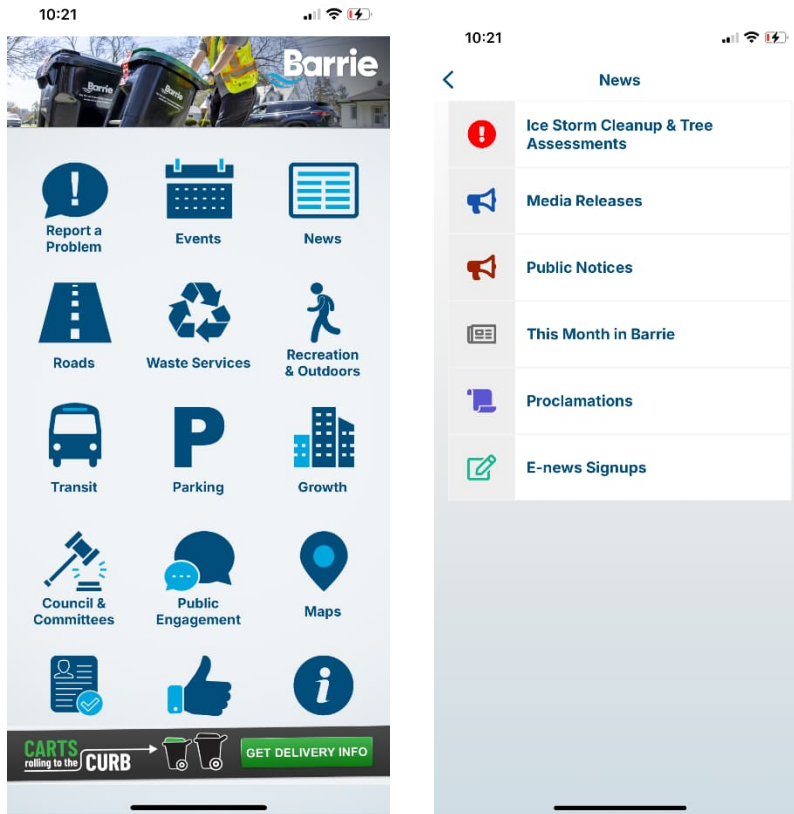 10:21
Barrie
Barrie
Barrie
Report a
Problem
Events
News
Roads
Waste Services
Recreation
& Outdoors
Transit
P
Parking
Growth
Council &
Committees
Public
Engagement
Maps
i
CARTS
rolling to the
CURB
GET DELIVERY INFO
10:21
News
Ice Storm Cleanup & Tree
Assessments
Media Releases
Public Notices
This Month in Barrie
Proclamations
E-news Signups